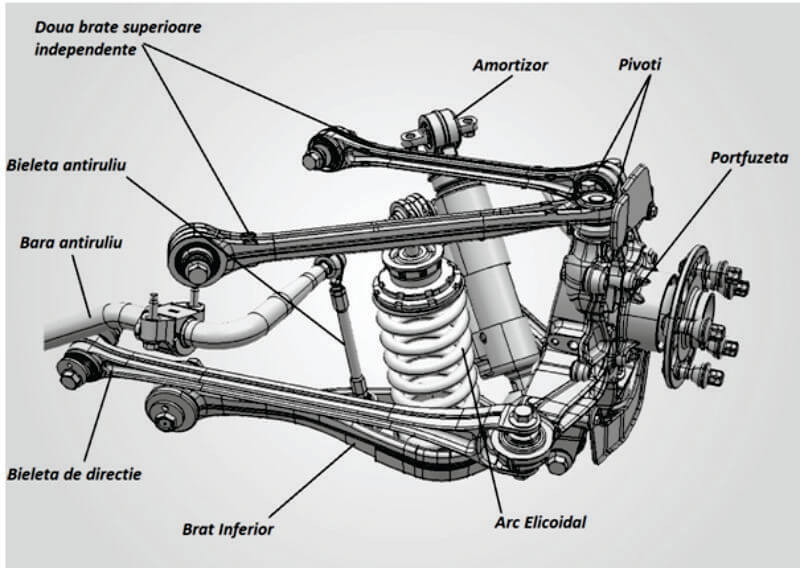 Doua brate superioare
independente
Amortizor
Pivoti
Bieleta antiruliu
Portfuzeta
Bara antiruliu
Bieleta de directie
Brat Inferior
Arc Elicoidal